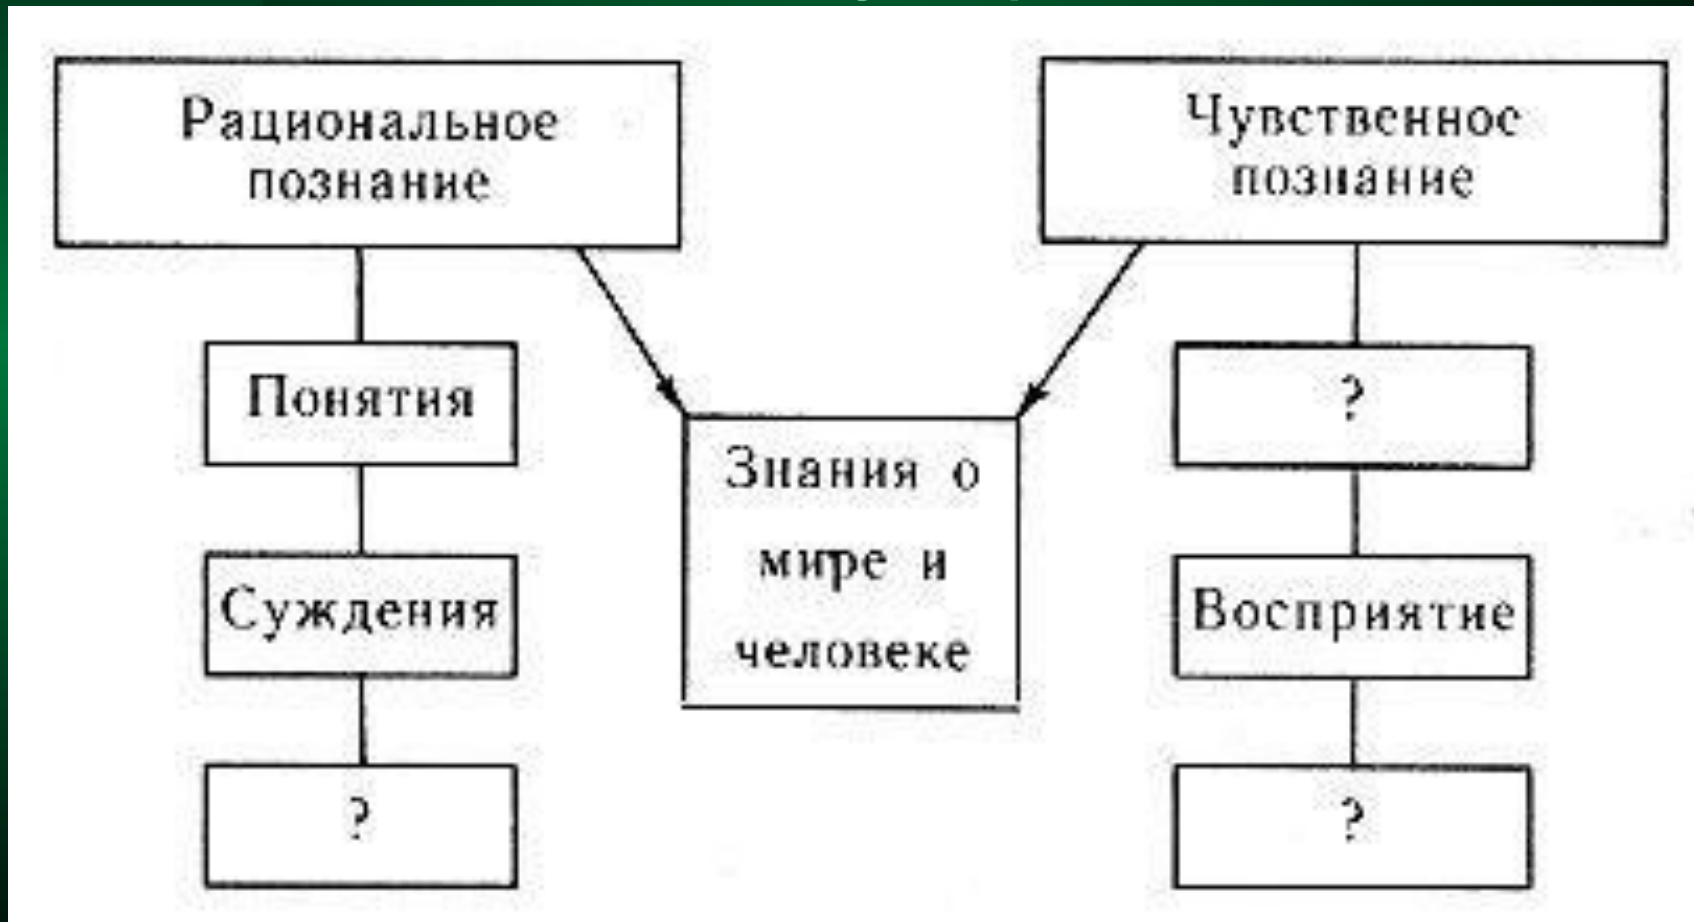 Рациональное
познание
Чувственное
познание
Понятия
?
Знания о
мире и
человеке
Суждения
Восприятие
?
?